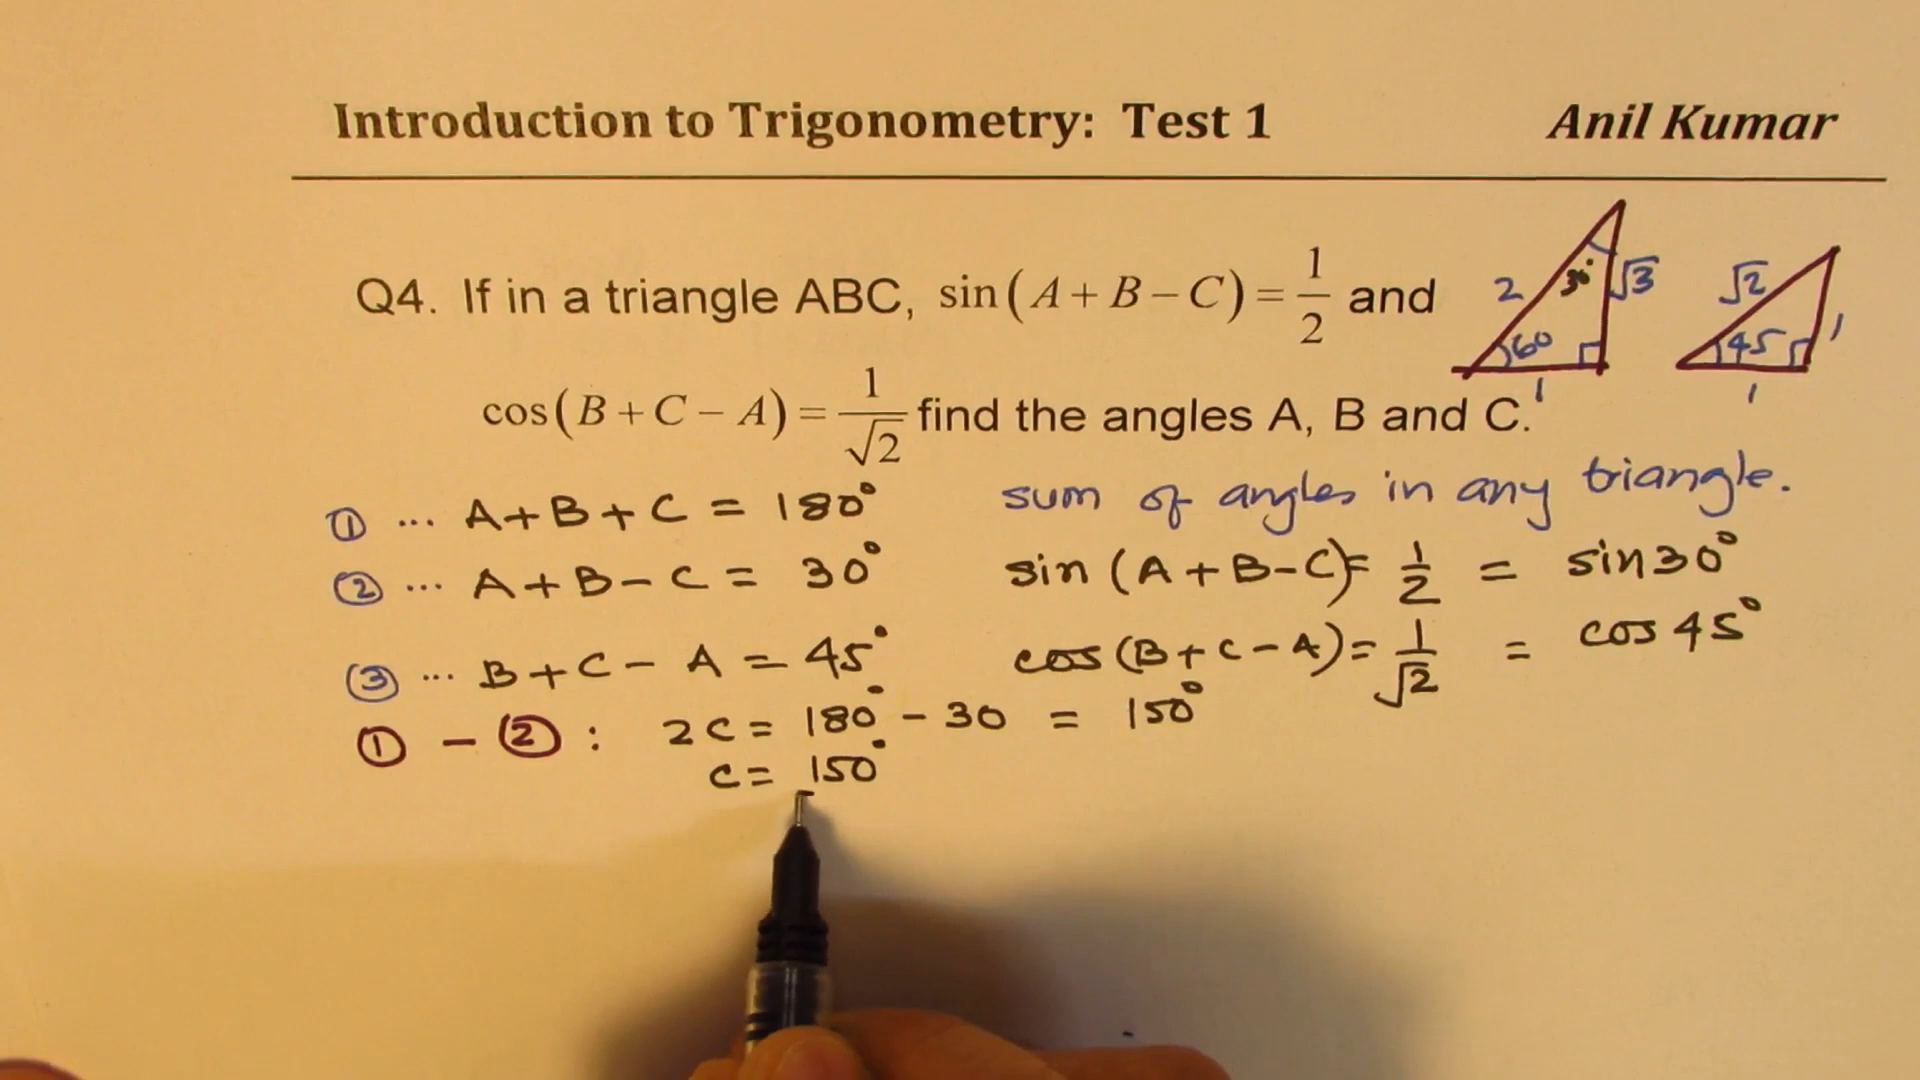 Introduction to Trigonometry: Test 1 Anil Kumar
Q4. If in a triangle ABC, sin(A + B − C) = 1/2 and
cos(B + C − A) = 1/√2 find the angles A, B and C.
2 30° √3 60 1
√2 45 1 1
① ... A+B+C = 180° sum of angles in any triangle.
② ... A+B−C = 30° sin (A+B−C) = 1/2 = sin30°
③ ... B+C− A = 45° cos (B+C−A) = 1/√2 = cos 45°
① − ② : 2C = 180° − 30 = 150°
C = 150°